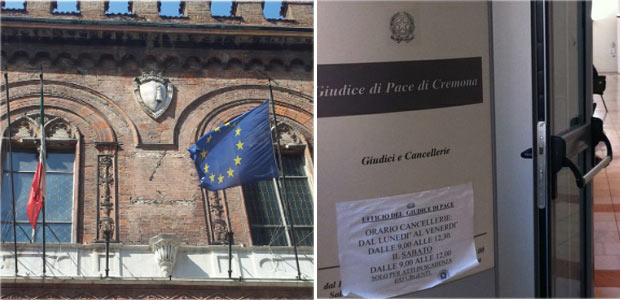 Giudice di Pace di Cremona
Giudici e Cancellerie
UFFICIO DEL GIUDICE DI PACE
ORARIO CANCELLERIE:
DAL LUNEDI' AL VENERDI'
DALLE 9,00 ALLE 12,30
IL SABATO
DALLE 9,00 ALLE 12,00
SOLO PER ATTI IN SCADENZA
dal